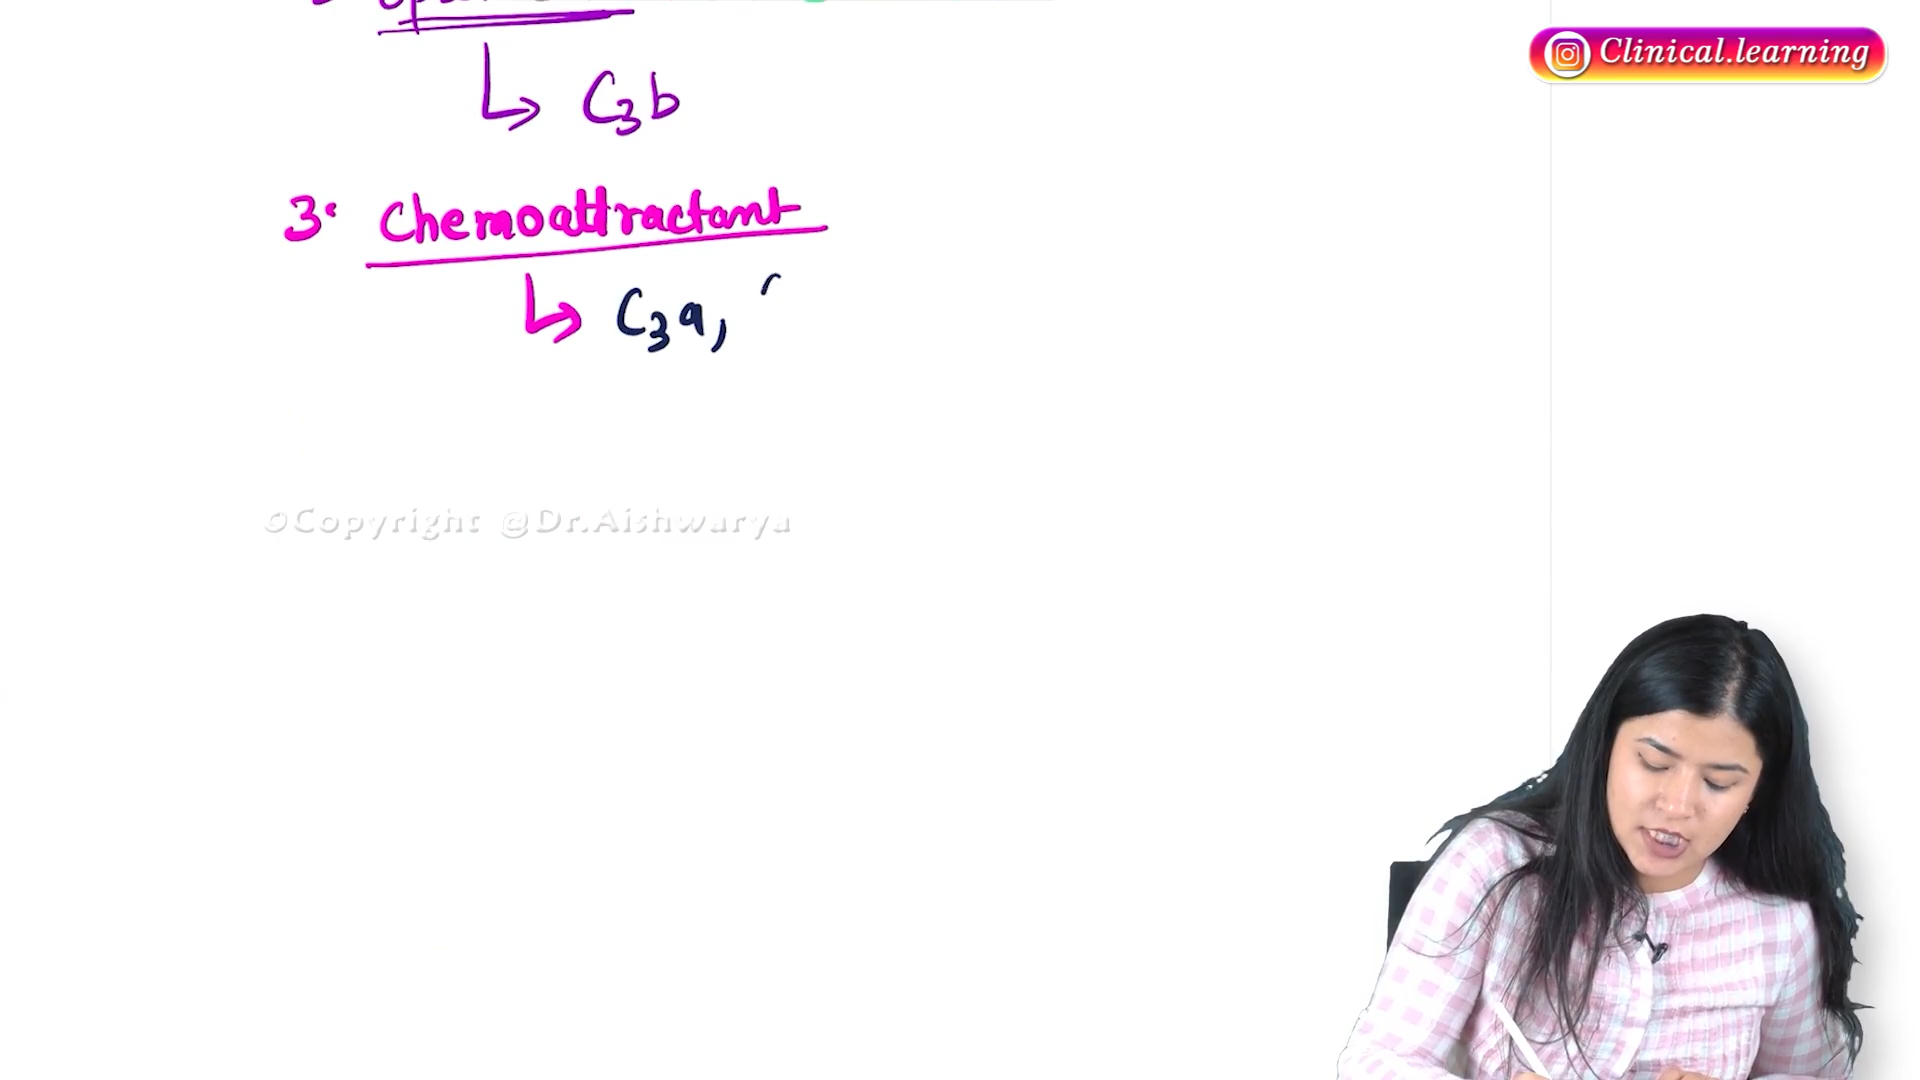 Clinical.learning
↳ C3b
3. Chemoattractant
↳ C3a,
©Copyright @Dr.Aishwarya